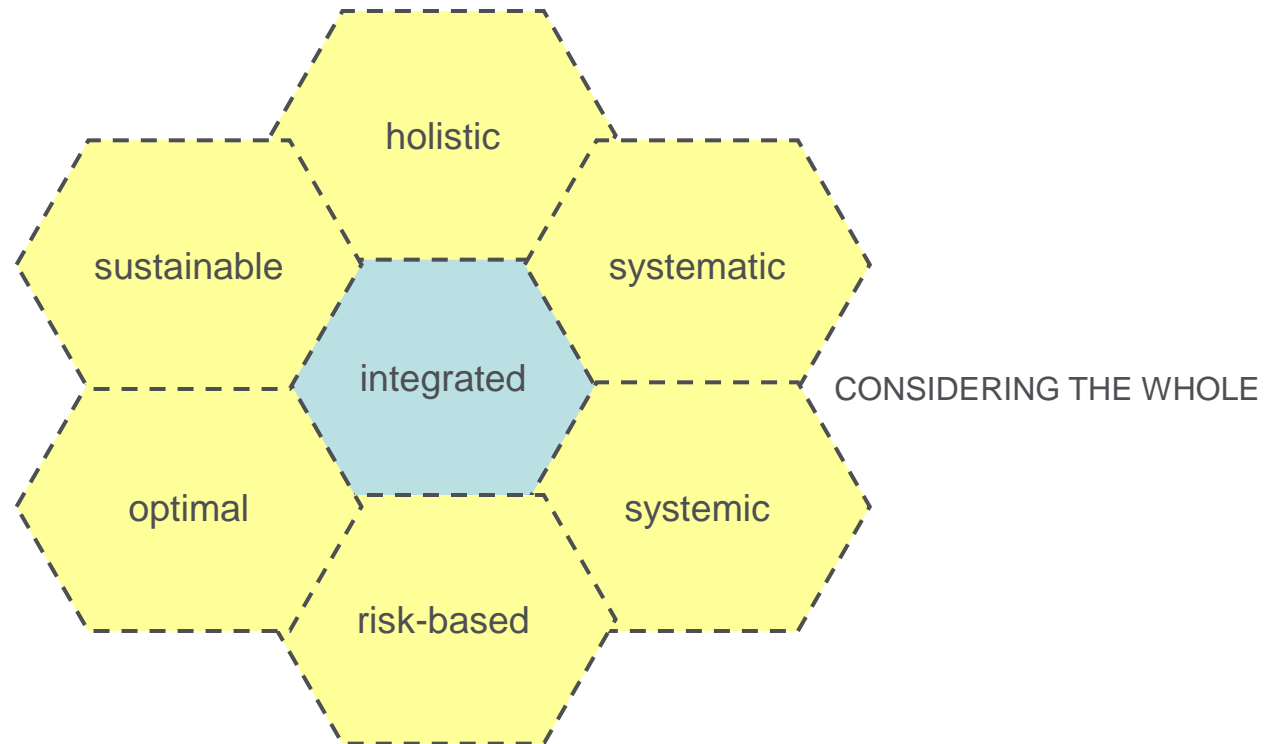 holistic
sustainable
systematic
integrated
CONSIDERING THE WHOLE
optimal
systemic
risk-based